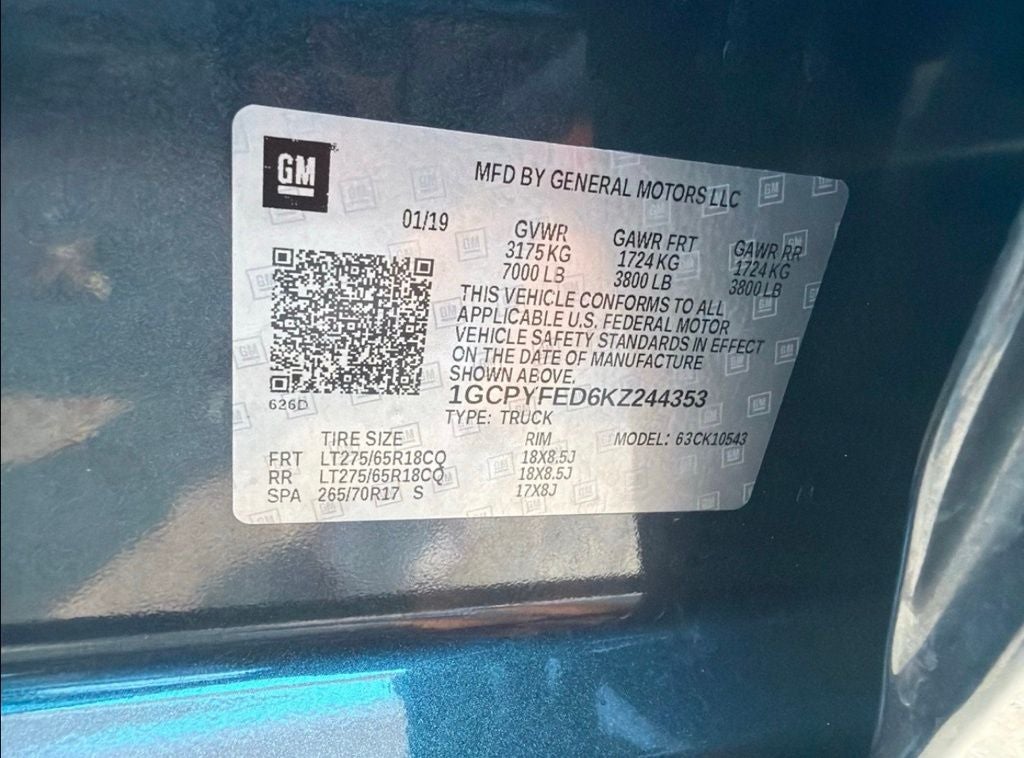 GM
MFD BY GENERAL MOTORS LLC
01/19
GVWR GAWR FRT GAWR RR
3175 KG 1724 KG 1724 KG
7000 LB 3800 LB 3800 LB
THIS VEHICLE CONFORMS TO ALL
APPLICABLE U.S. FEDERAL MOTOR
VEHICLE SAFETY STANDARDS IN EFFECT
ON THE DATE OF MANUFACTURE
SHOWN ABOVE.
626D
1GCPYFED6KZ244353
TYPE: TRUCK
TIRE SIZE RIM MODEL: 63CK10543
FRT LT275/65R18CQ 18X8.5J
RR LT275/65R18CQ 18X8.5J
SPA 265/70R17 S 17X8J